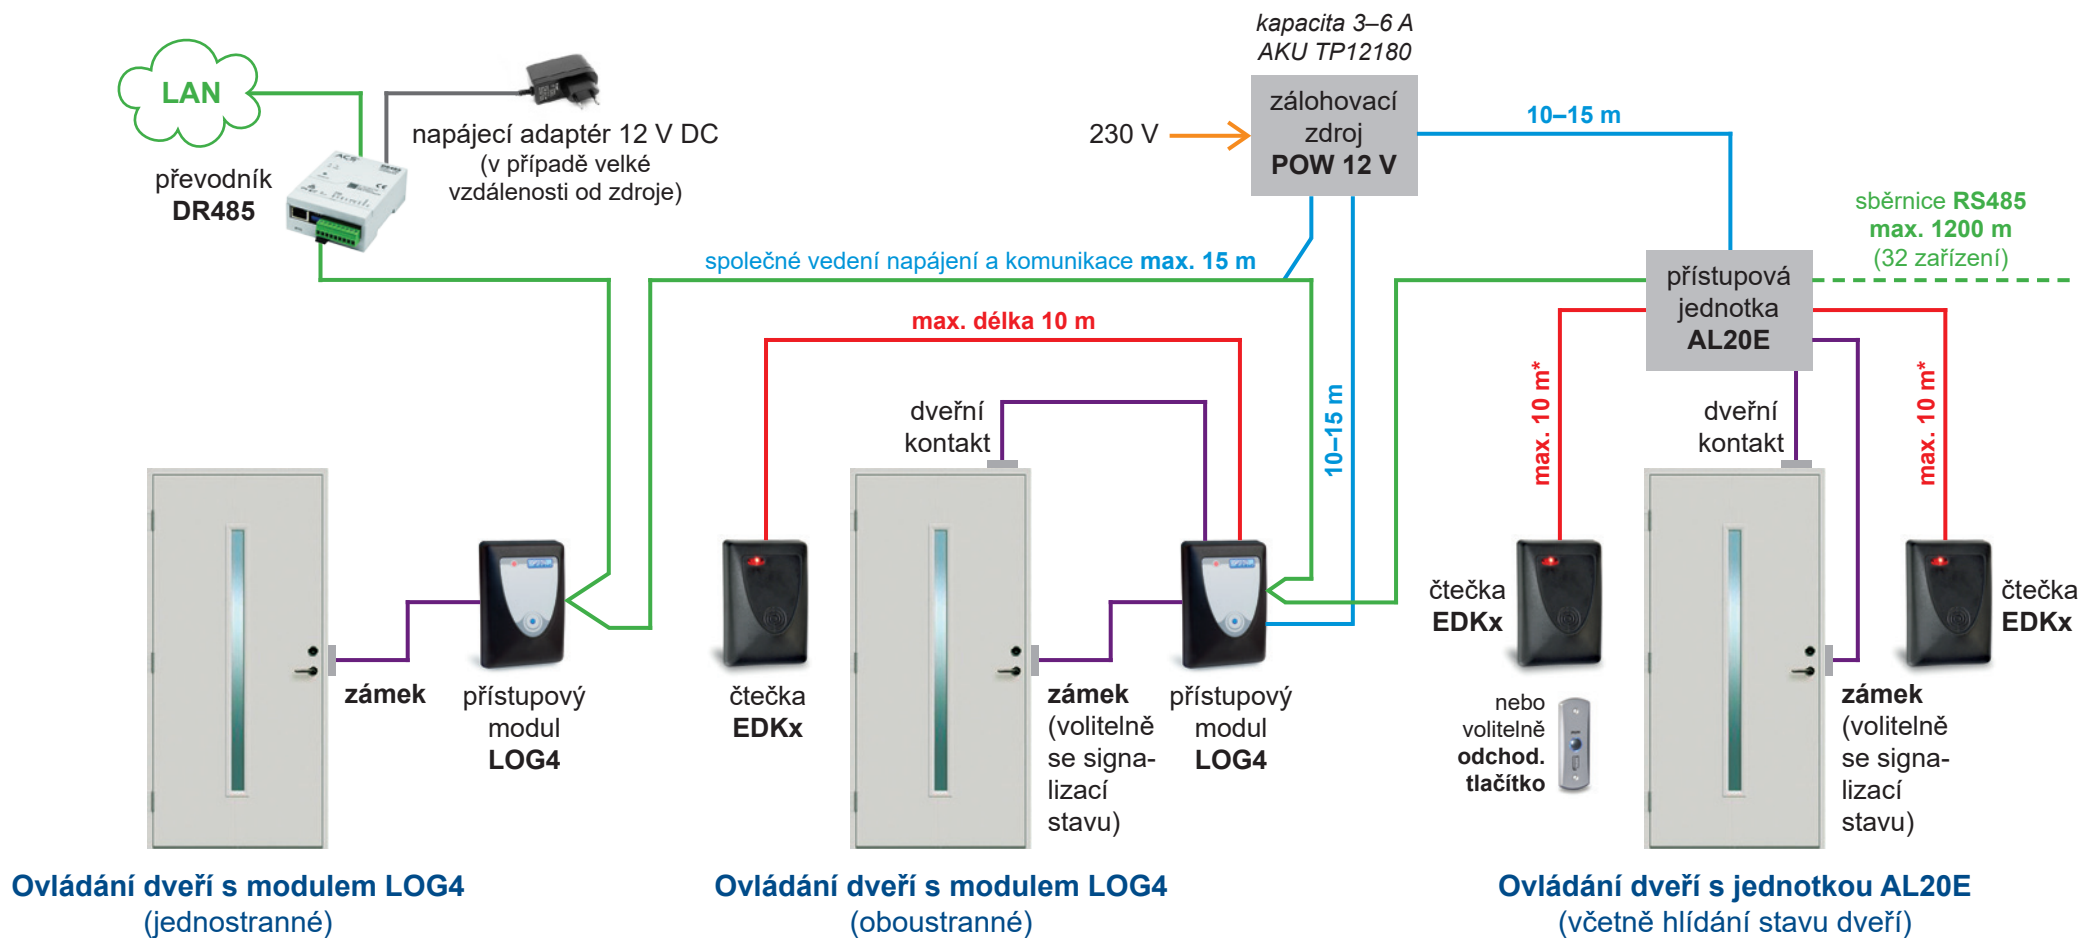 kapacita 3–6 A
AKU TP12180
LAN
napájecí adaptér 12 V DC
(v případě velké
vzdálenosti od zdroje)
převodník
DR485
230 V
zálohovací
zdroj
POW 12 V
10–15 m
sběrnice RS485
max. 1200 m
(32 zařízení)
společné vedení napájení a komunikace max. 15 m
přístupová
jednotka
AL20E
max. délka 10 m
dveřní
kontakt
10–15 m
max. 10 m*
dveřní
kontakt
max. 10 m*
zámek
přístupový
modul
LOG4
čtečka
EDKx
zámek
(volitelně
se signa-
lizací
stavu)
přístupový
modul
LOG4
čtečka
EDKx
nebo
volitelně
odchod.
tlačítko
zámek
(volitelně
se signa-
lizací
stavu)
čtečka
EDKx
Ovládání dveří s modulem LOG4
(jednostranné)
Ovládání dveří s modulem LOG4
(oboustranné)
Ovládání dveří s jednotkou AL20E
(včetně hlídání stavu dveří)